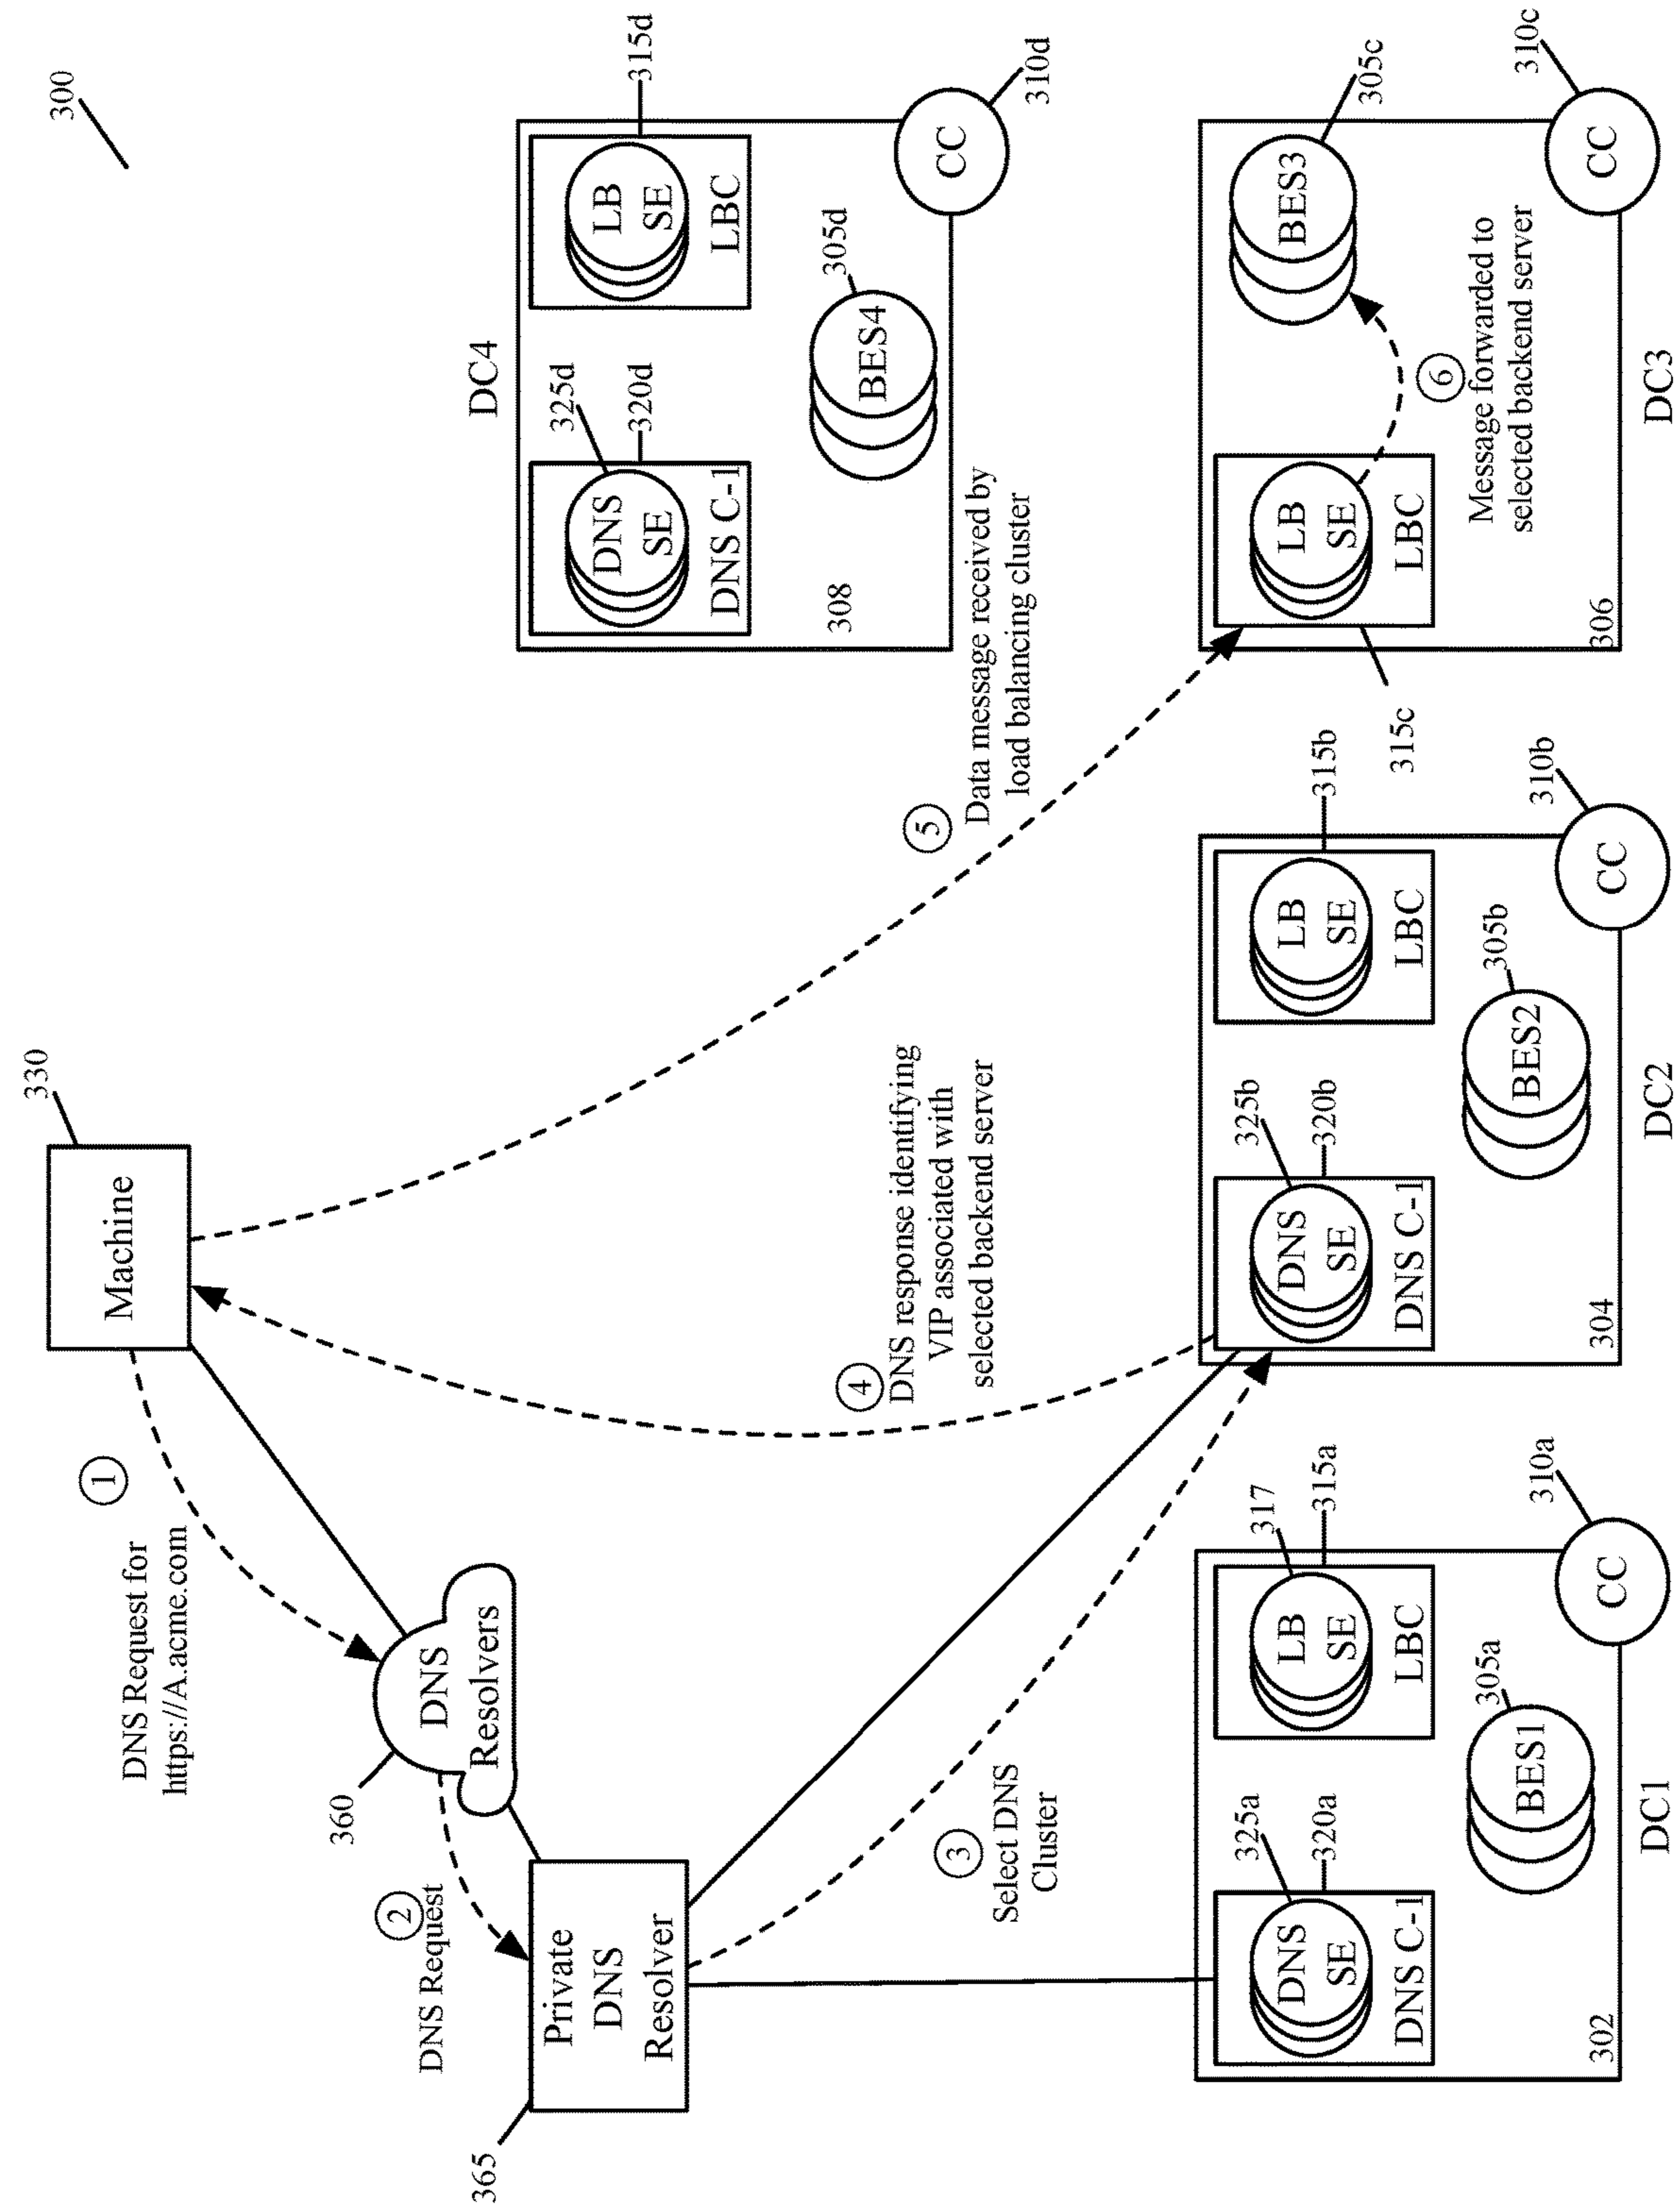 300
330
Machine
1
DNS Request for
https://A.acme.com
360
DNS
Resolvers
2
DNS Request
365
Private
DNS
Resolver
3
Select DNS
Cluster
4
DNS response identifying
VIP associated with
selected backend server
5
Data message received by
load balancing cluster
DC4
325d
320d
DNS
SE
DNS C-1
315d
LB
SE
LBC
305d
BES4
308
CC
310d
325a
320a
DNS
SE
DNS C-1
317
315a
LB
SE
LBC
305a
BES1
302
CC
310a
DC1
325b
320b
DNS
SE
DNS C-1
315b
LB
SE
LBC
305b
BES2
304
CC
310b
DC2
315c
LB
SE
LBC
BES3
305c
6
Message forwarded to
selected backend server
306
CC
310c
DC3